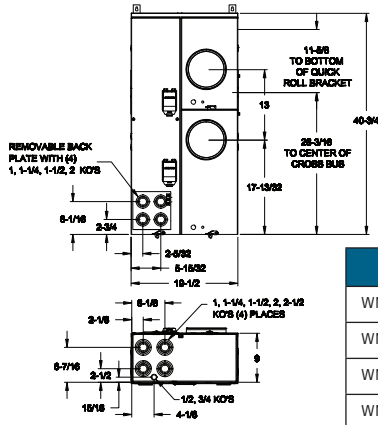 11-5/8
TO BOTTOM
OF QUICK
ROLL BRACKET
40-3/4
13
REMOVABLE BACK
PLATE WITH (4)
1, 1-1/4, 1-1/2, 2 KO'S
26-3/16
TO CENTER OF
CROSS BUS
17-13/32
6-1/16
2-3/4
2-5/32
5-15/32
19-1/2
6-1/8
2-1/8
1, 1-1/4, 1-1/2, 2, 2-1/2
KO'S (4) PLACES
6-7/16
2-1/2
9
15/16
1/2, 3/4 KO'S
4-1/8